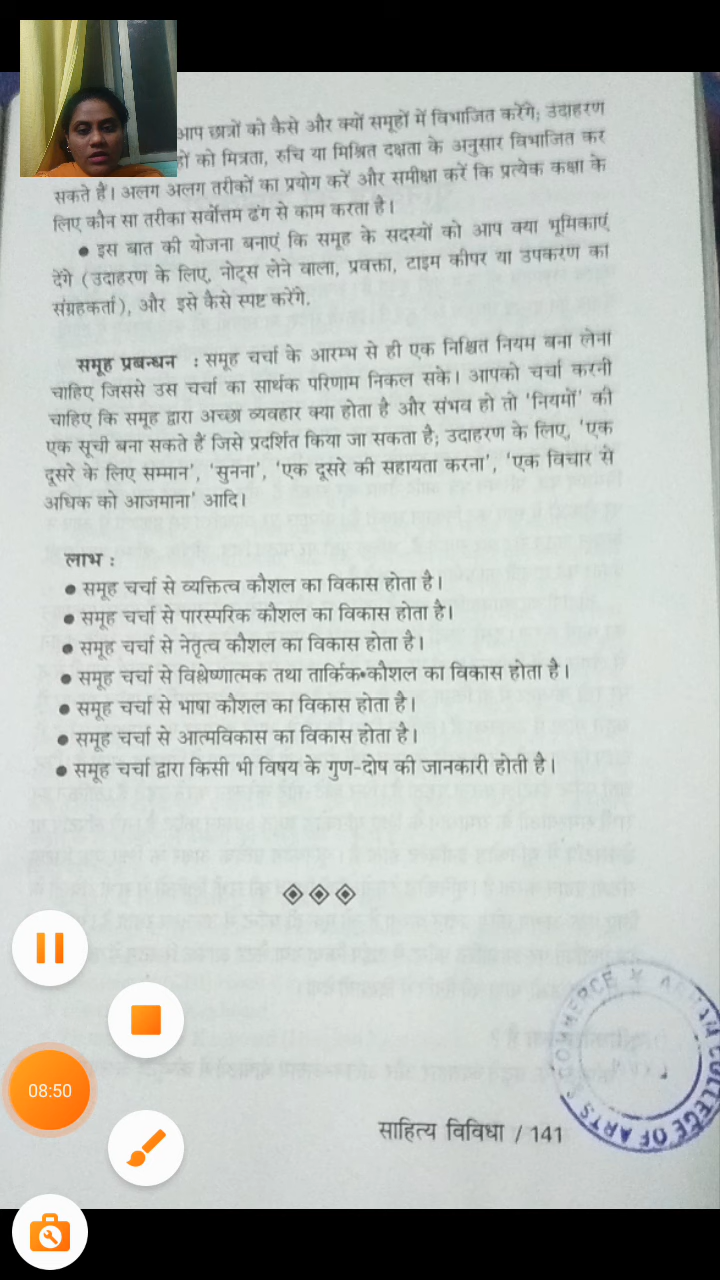 आप छात्रों को कैसे और क्यों समूहों में विभाजित करेंगे; उदाहरण
को मित्रता, रुचि या मिश्रित दक्षता के अनुसार विभाजित कर
सकते हैं। अलग अलग तरीकों का प्रयोग करें और समीक्षा करें कि प्रत्येक कक्षा के
लिए कौन सा तरीका सर्वोत्तम ढंग से काम करता है।
● इस बात की योजना बनाएं कि समूह के सदस्यों को आप क्या भूमिकाएं
देंगे (उदाहरण के लिए, नोट्स लेने वाला, प्रवक्ता, टाइम कीपर या उपकरण का
संग्रहकर्ता), और इसे कैसे स्पष्ट करेंगे.
समूह प्रबन्धन : समूह चर्चा के आरम्भ से ही एक निश्चित नियम बना लेना
चाहिए जिससे उस चर्चा का सार्थक परिणाम निकल सके। आपको चर्चा करनी
चाहिए कि समूह द्वारा अच्छा व्यवहार क्या होता है और संभव हो तो 'नियमों' की
एक सूची बना सकते हैं जिसे प्रदर्शित किया जा सकता है; उदाहरण के लिए, 'एक
दूसरे के लिए सम्मान', 'सुनना', 'एक दूसरे की सहायता करना', 'एक विचार से
अधिक को आजमाना' आदि।
लाभ :
● समूह चर्चा से व्यक्तित्व कौशल का विकास होता है।
● समूह चर्चा से पारस्परिक कौशल का विकास होता है।
● समूह चर्चा से नेतृत्व कौशल का विकास होता है।
● समूह चर्चा से विश्लेष्णात्मक तथा तार्किक कौशल का विकास होता है।
● समूह चर्चा से भाषा कौशल का विकास होता है।
● समूह चर्चा से आत्मविकास का विकास होता है।
● समूह चर्चा द्वारा किसी भी विषय के गुण-दोष की जानकारी होती है।
08:50
COLLEGE OF ARTS
COMMERCE
साहित्य विविधा / 141